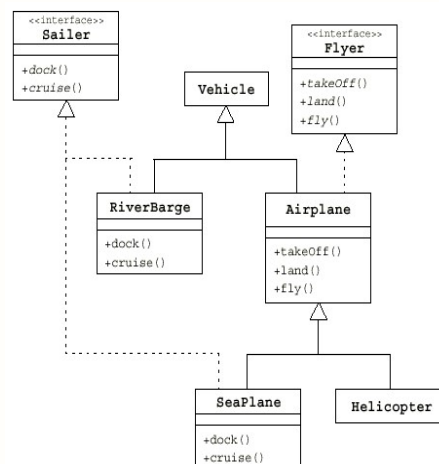 <<interface>>
Sailer
+dock()
+cruise()
<<interface>>
Flyer
+takeOff()
+land()
+fly()
Vehicle
RiverBarge
+dock()
+cruise()
Airplane
+takeOff()
+land()
+fly()
SeaPlane
+dock()
+cruise()
Helicopter